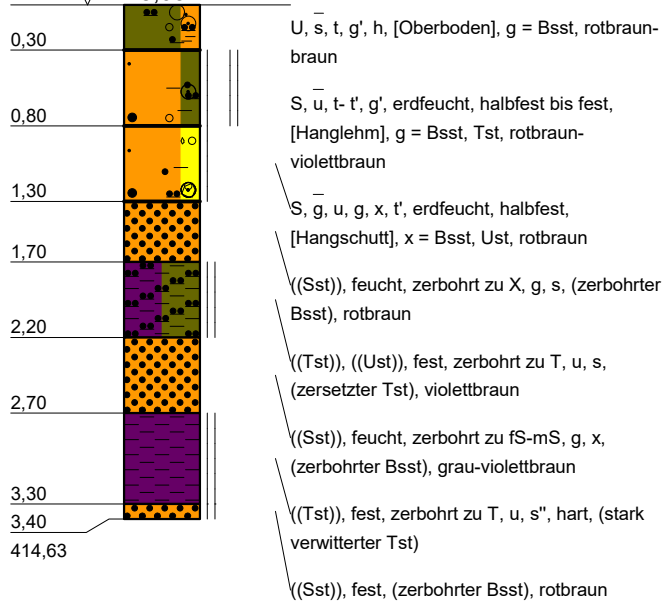 0,30
0,80
1,30
1,70
2,20
2,70
3,30
3,40
414,63
U, s̅, t, g', h, [Oberboden], g = Bsst, rotbraun-
braun
S, u̅, t- t', g', erdfeucht, halbfest bis fest,
[Hanglehm], g = Bsst, Tst, rotbraun-
violettbraun
S, g̅, u, g, x, t', erdfeucht, halbfest,
[Hangschutt], x = Bsst, Ust, rotbraun
((Sst)), feucht, zerbohrt zu X, g, s, (zerbohrter
Bsst), rotbraun
((Tst)), ((Ust)), fest, zerbohrt zu T, u, s,
(zersetzter Tst), violettbraun
((Sst)), feucht, zerbohrt zu fS-mS, g, x,
(zerbohrter Bsst), grau-violettbraun
((Tst)), fest, zerbohrt zu T, u, s", hart, (stark
verwitterter Tst)
((Sst)), fest, (zerbohrter Bsst), rotbraun